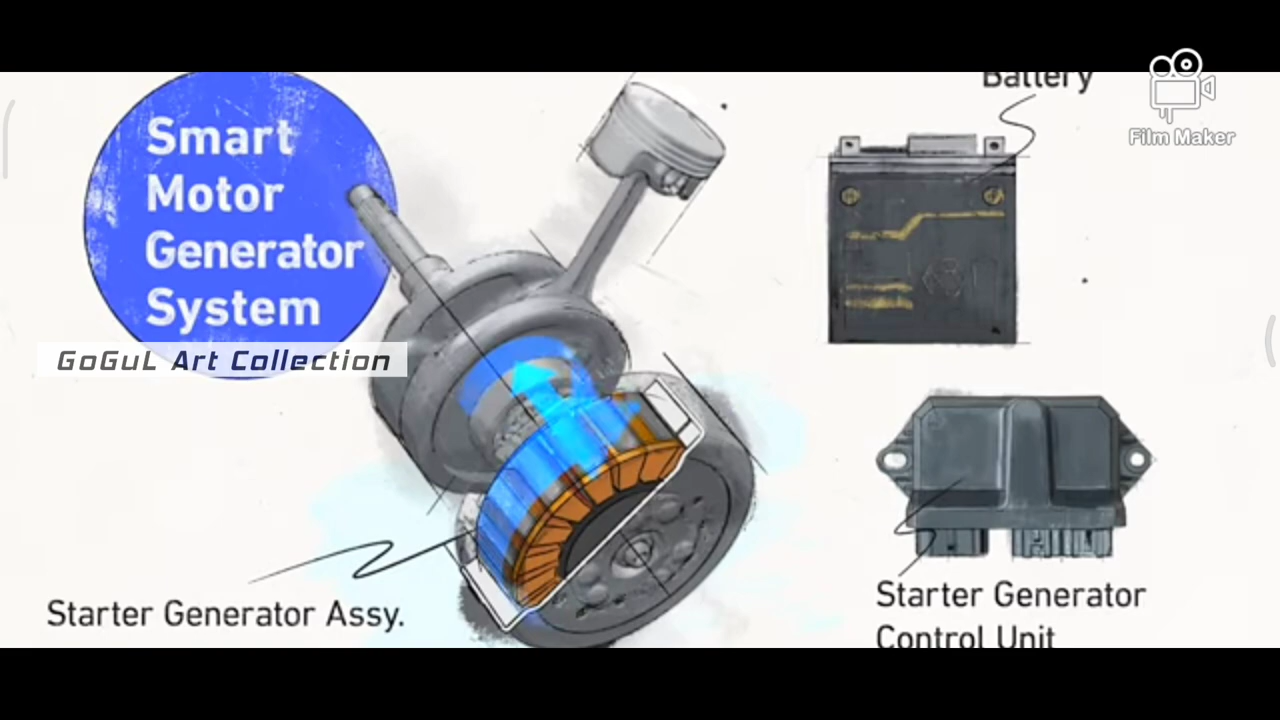 Battery
Film Maker
Smart
Motor
Generator
System
GoGuL Art Collection
Starter Generator Assy.
Starter Generator
Control Unit